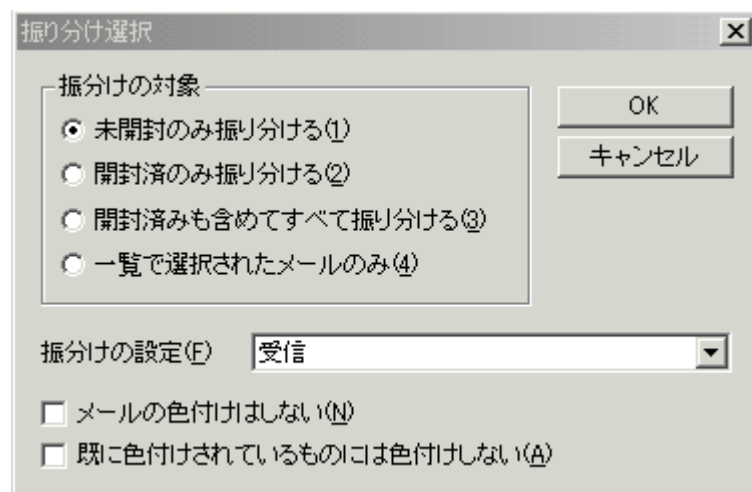 振り分け選択
振分けの対象
未開封のみ振り分ける(1)
開封済のみ振り分ける(2)
開封済みも含めてすべて振り分ける(3)
一覧で選択されたメールのみ(4)
OK
キャンセル
振分けの設定(F)
受信
メールの色付けはしない(N)
既に色付けされているものには色付けしない(A)